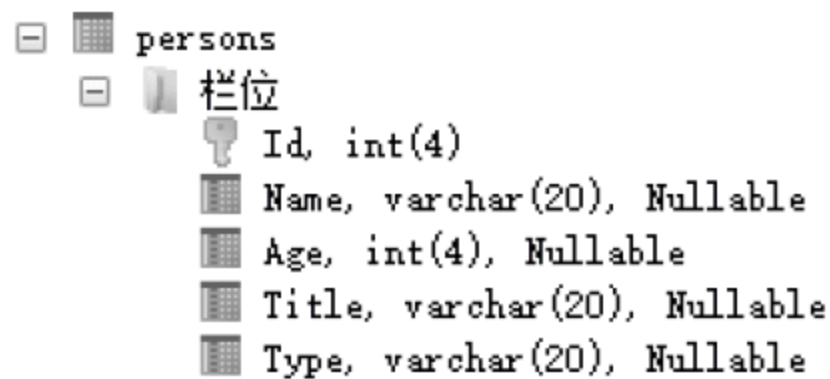 persons
栏位
Id, int(4)
Name, varchar(20), Nullable
Age, int(4), Nullable
Title, varchar(20), Nullable
Type, varchar(20), Nullable